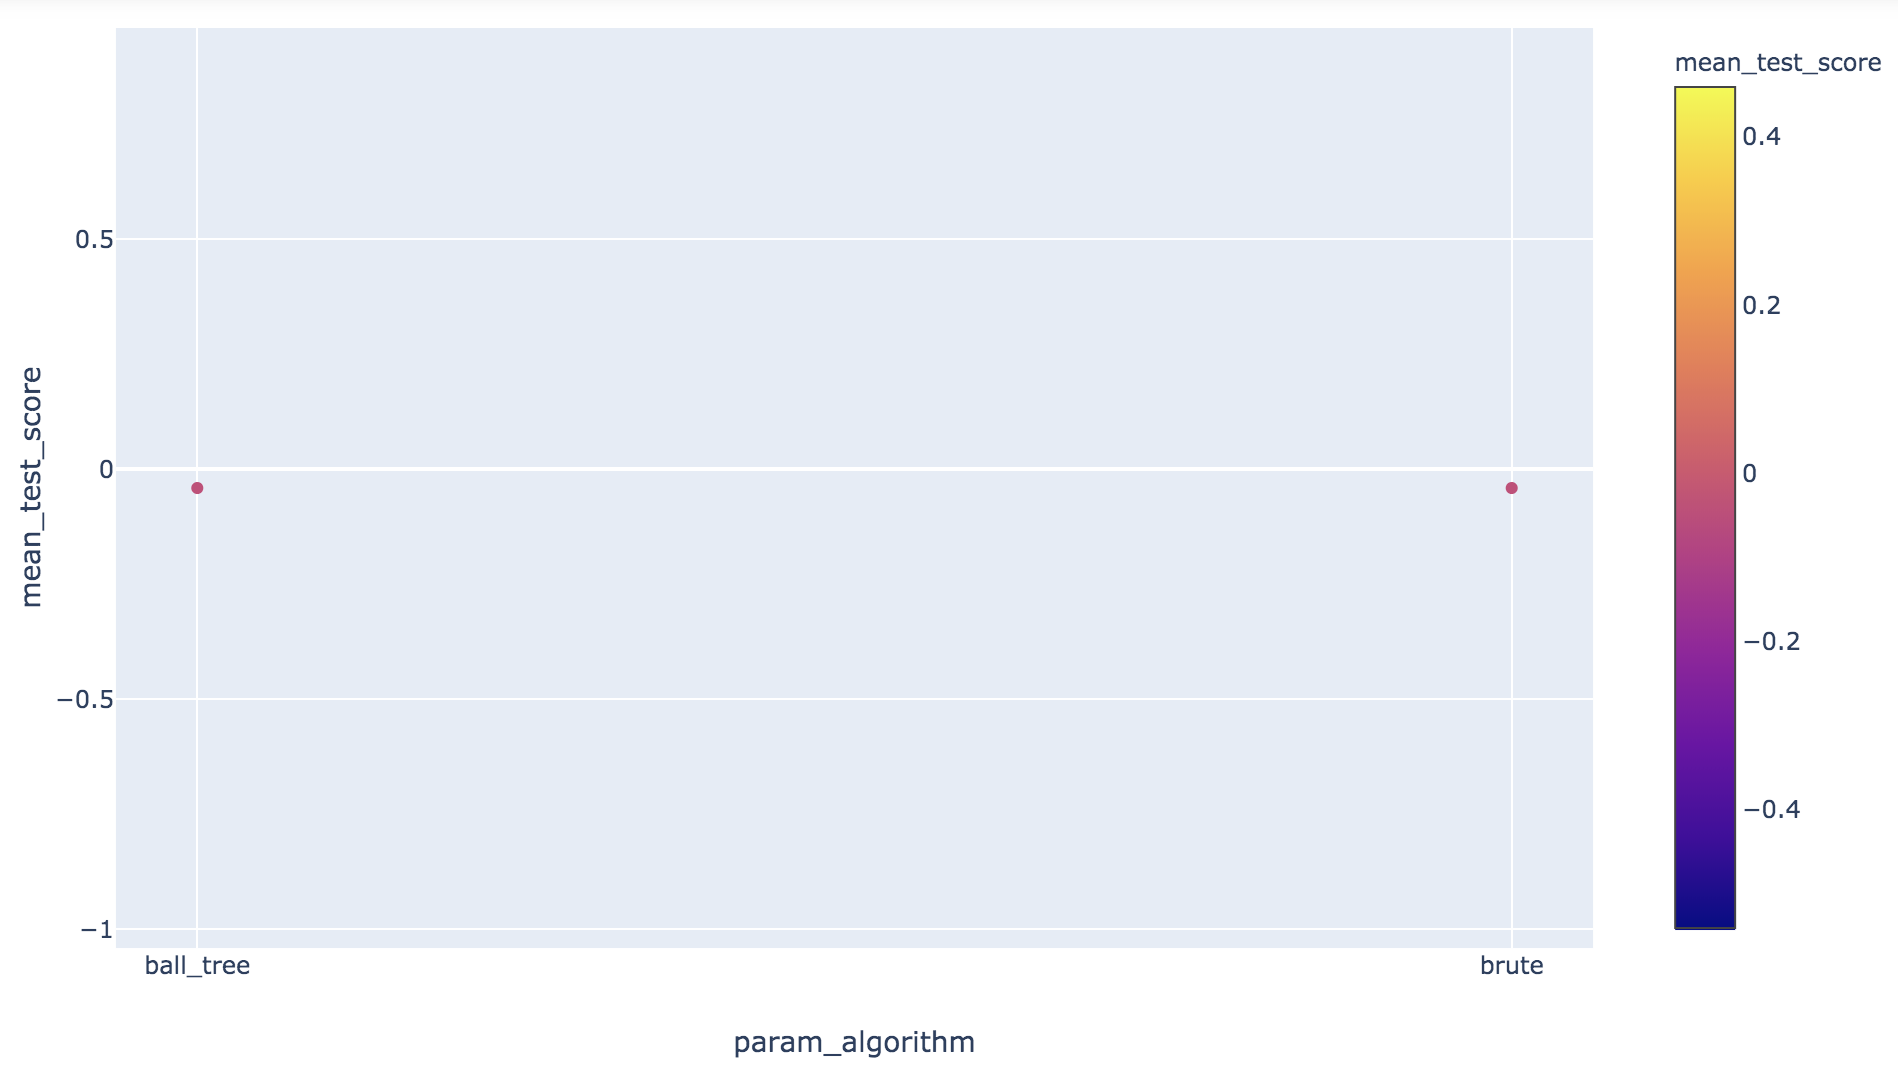 mean_test_score
0.5
0
−0.5
−1
mean_test_score
0.4
0.2
0
−0.2
−0.4
ball_tree
brute
param_algorithm